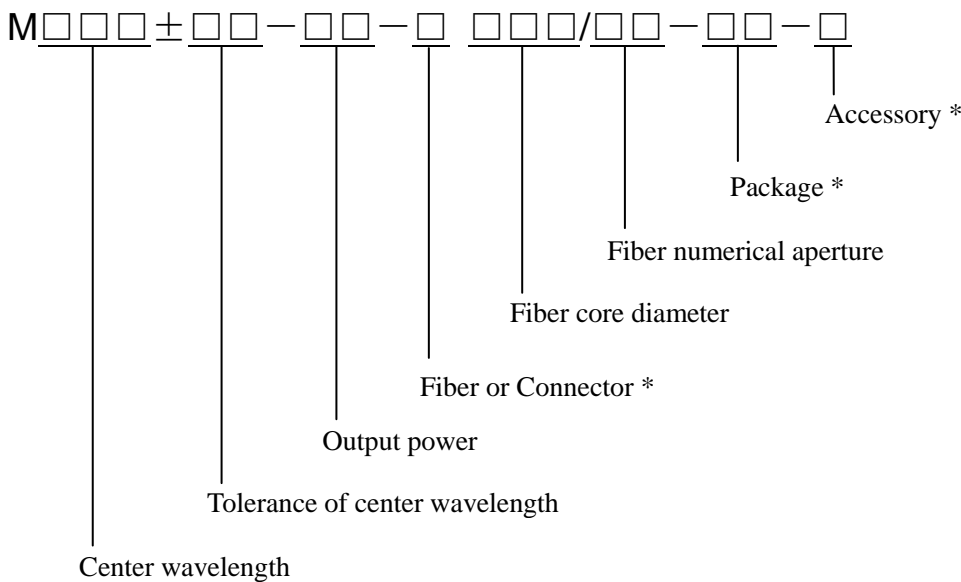 M□□□±□□－□□－□ □□□/□□－□□－□
Accessory *
Package *
Fiber numerical aperture
Fiber core diameter
Fiber or Connector *
Output power
Tolerance of center wavelength
Center wavelength